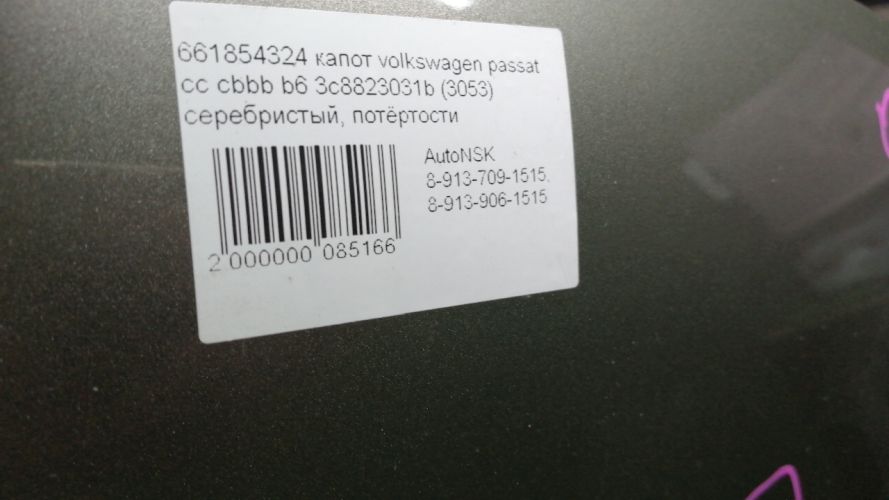 661854324 капот volkswagen passat
cc cbbb b6 3c8823031b (3053)
серебристый, потёртости
AutoNSK
8-913-709-1515.
8-913-906-1515
2 000000 085166